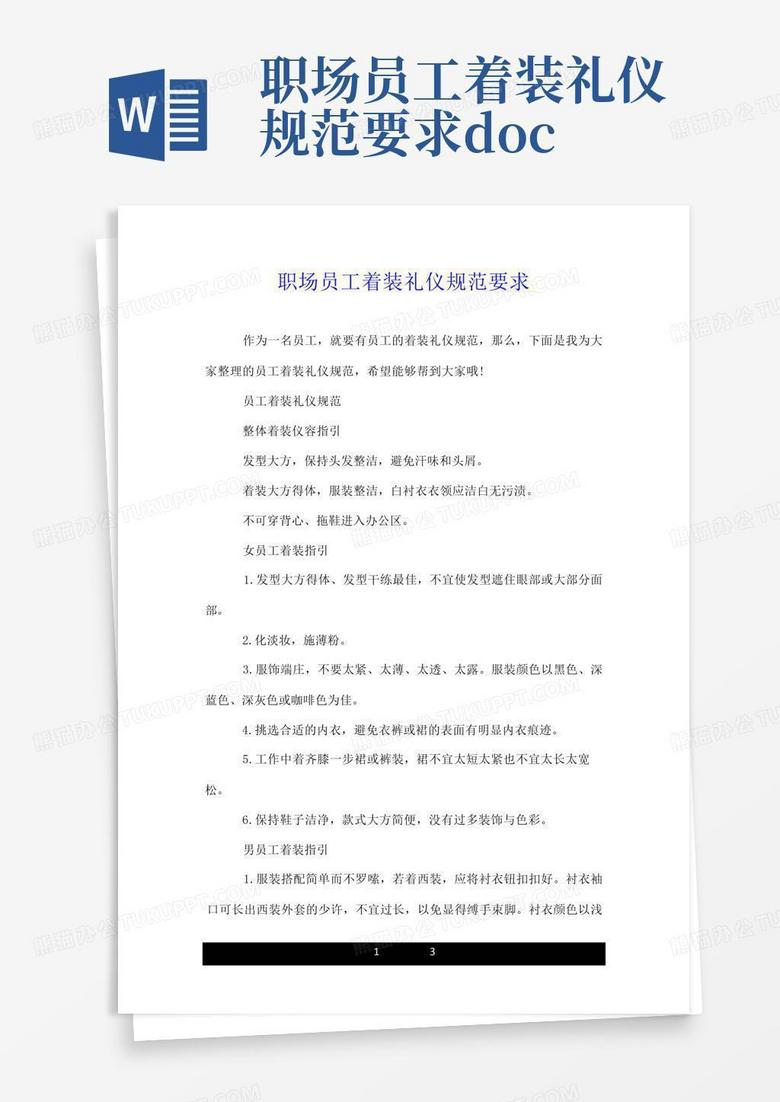 W
职场员工着装礼仪
规范要求doc
职场员工着装礼仪规范要求
作为一名员工，就要有员工的着装礼仪规范，那么，下面是我为大
家整理的员工着装礼仪规范，希望能够帮到大家哦!
员工着装礼仪规范
整体着装仪容指引
发型大方，保持头发整洁，避免汗味和头屑。
着装大方得体，服装整洁，白衬衣衣领应洁白无污渍。
不可穿背心、拖鞋进入办公区。
女员工着装指引
1.发型大方得体、发型干练最佳，不宜使发型遮住眼部或大部分面
部。
2.化淡妆，施薄粉。
3.服饰端庄，不要太紧、太薄、太透、太露。服装颜色以黑色、深
蓝色、深灰色或咖啡色为佳。
4.挑选合适的内衣，避免衣裤或裙的表面有明显内衣痕迹。
5.工作中着齐膝一步裙或裤装，裙不宜太短太紧也不宜太长太宽
松。
6.保持鞋子洁净，款式大方简便，没有过多装饰与色彩。
男员工着装指引
1.服装搭配简单而不罗嗦，若着西装，应将衬衣钮扣扣好。衬衣袖
口可长出西装外套的少许，不宜过长，以免显得缚手束脚。衬衣颜色以浅
1 3
熊猫办公 TUKUPPT.COM